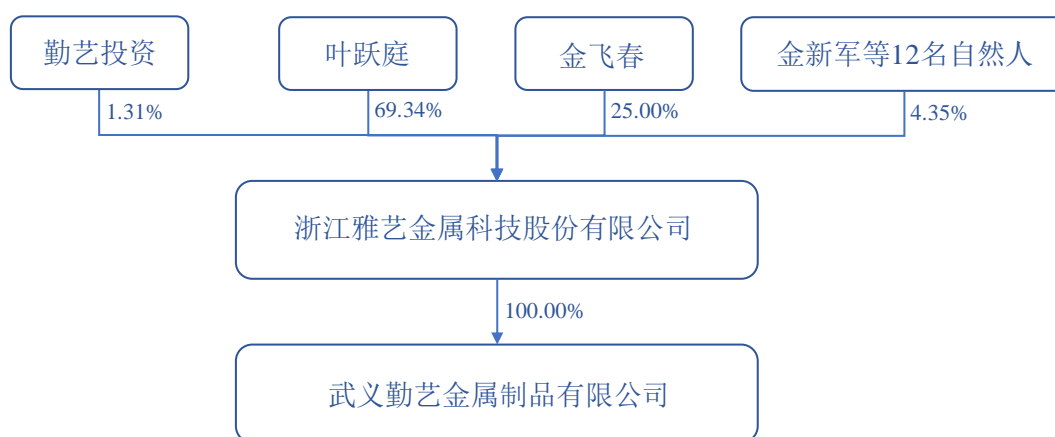 勤艺投资
叶跃庭
金飞春
金新军等12名自然人
1.31%
69.34%
25.00%
4.35%
浙江雅艺金属科技股份有限公司
100.00%
武义勤艺金属制品有限公司